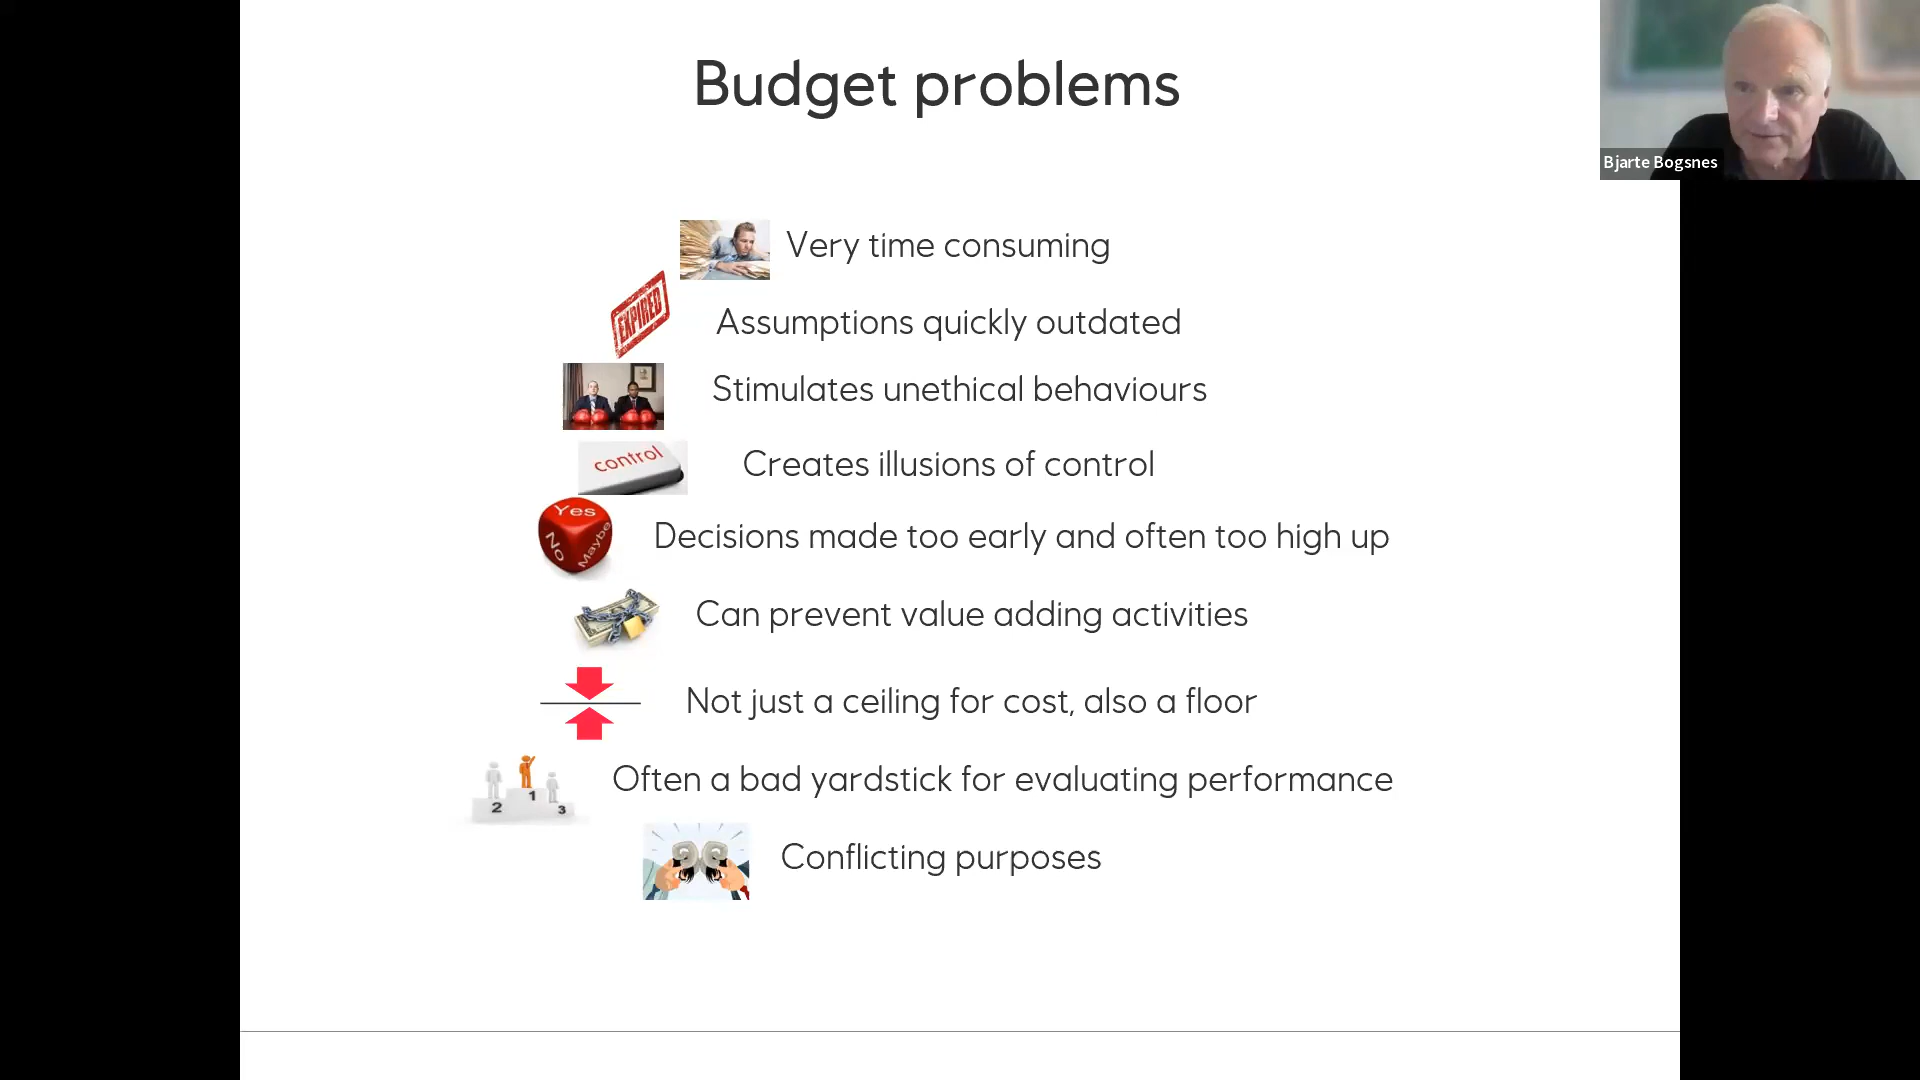 Budget problems
Bjarte Bogsnes
Very time consuming
EXPIRED
Assumptions quickly outdated
Stimulates unethical behaviours
control
Creates illusions of control
Yes
No
Maybe
Decisions made too early and often too high up
Can prevent value adding activities
Not just a ceiling for cost, also a floor
2
1
3
Often a bad yardstick for evaluating performance
Conflicting purposes